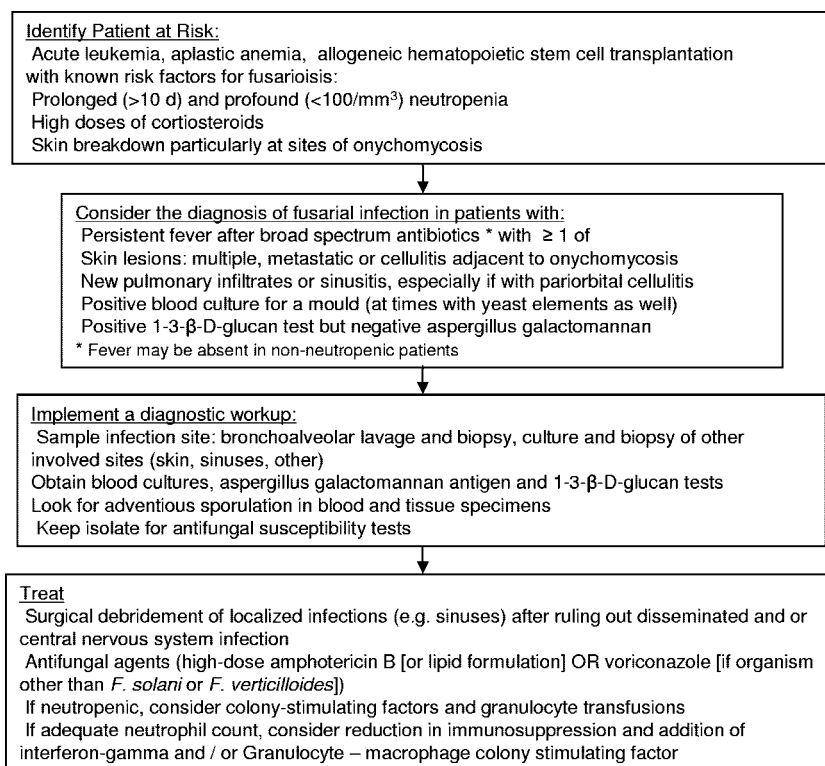 Identify Patient at Risk:
Acute leukemia, aplastic anemia, allogeneic hematopoietic stem cell transplantation
with known risk factors for fusarioisis:
Prolonged (>10 d) and profound (<100/mm³) neutropenia
High doses of cortiosteroids
Skin breakdown particularly at sites of onychomycosis
Consider the diagnosis of fusarial infection in patients with:
Persistent fever after broad spectrum antibiotics * with ≥ 1 of
Skin lesions: multiple, metastatic or cellulitis adjacent to onychomycosis
New pulmonary infiltrates or sinusitis, especially if with pariorbital cellulitis
Positive blood culture for a mould (at times with yeast elements as well)
Positive 1-3-β-D-glucan test but negative aspergillus galactomannan
* Fever may be absent in non-neutropenic patients
Implement a diagnostic workup:
Sample infection site: bronchoalveolar lavage and biopsy, culture and biopsy of other
involved sites (skin, sinuses, other)
Obtain blood cultures, aspergillus galactomannan antigen and 1-3-β-D-glucan tests
Look for adventious sporulation in blood and tissue specimens
Keep isolate for antifungal susceptibility tests
Treat
Surgical debridement of localized infections (e.g. sinuses) after ruling out disseminated and or
central nervous system infection
Antifungal agents (high-dose amphotericin B [or lipid formulation] OR voriconazole [if organism
other than F. solani or F. verticilloides])
If neutropenic, consider colony-stimulating factors and granulocyte transfusions
If adequate neutrophil count, consider reduction in immunosuppression and addition of
interferon-gamma and / or Granulocyte – macrophage colony stimulating factor